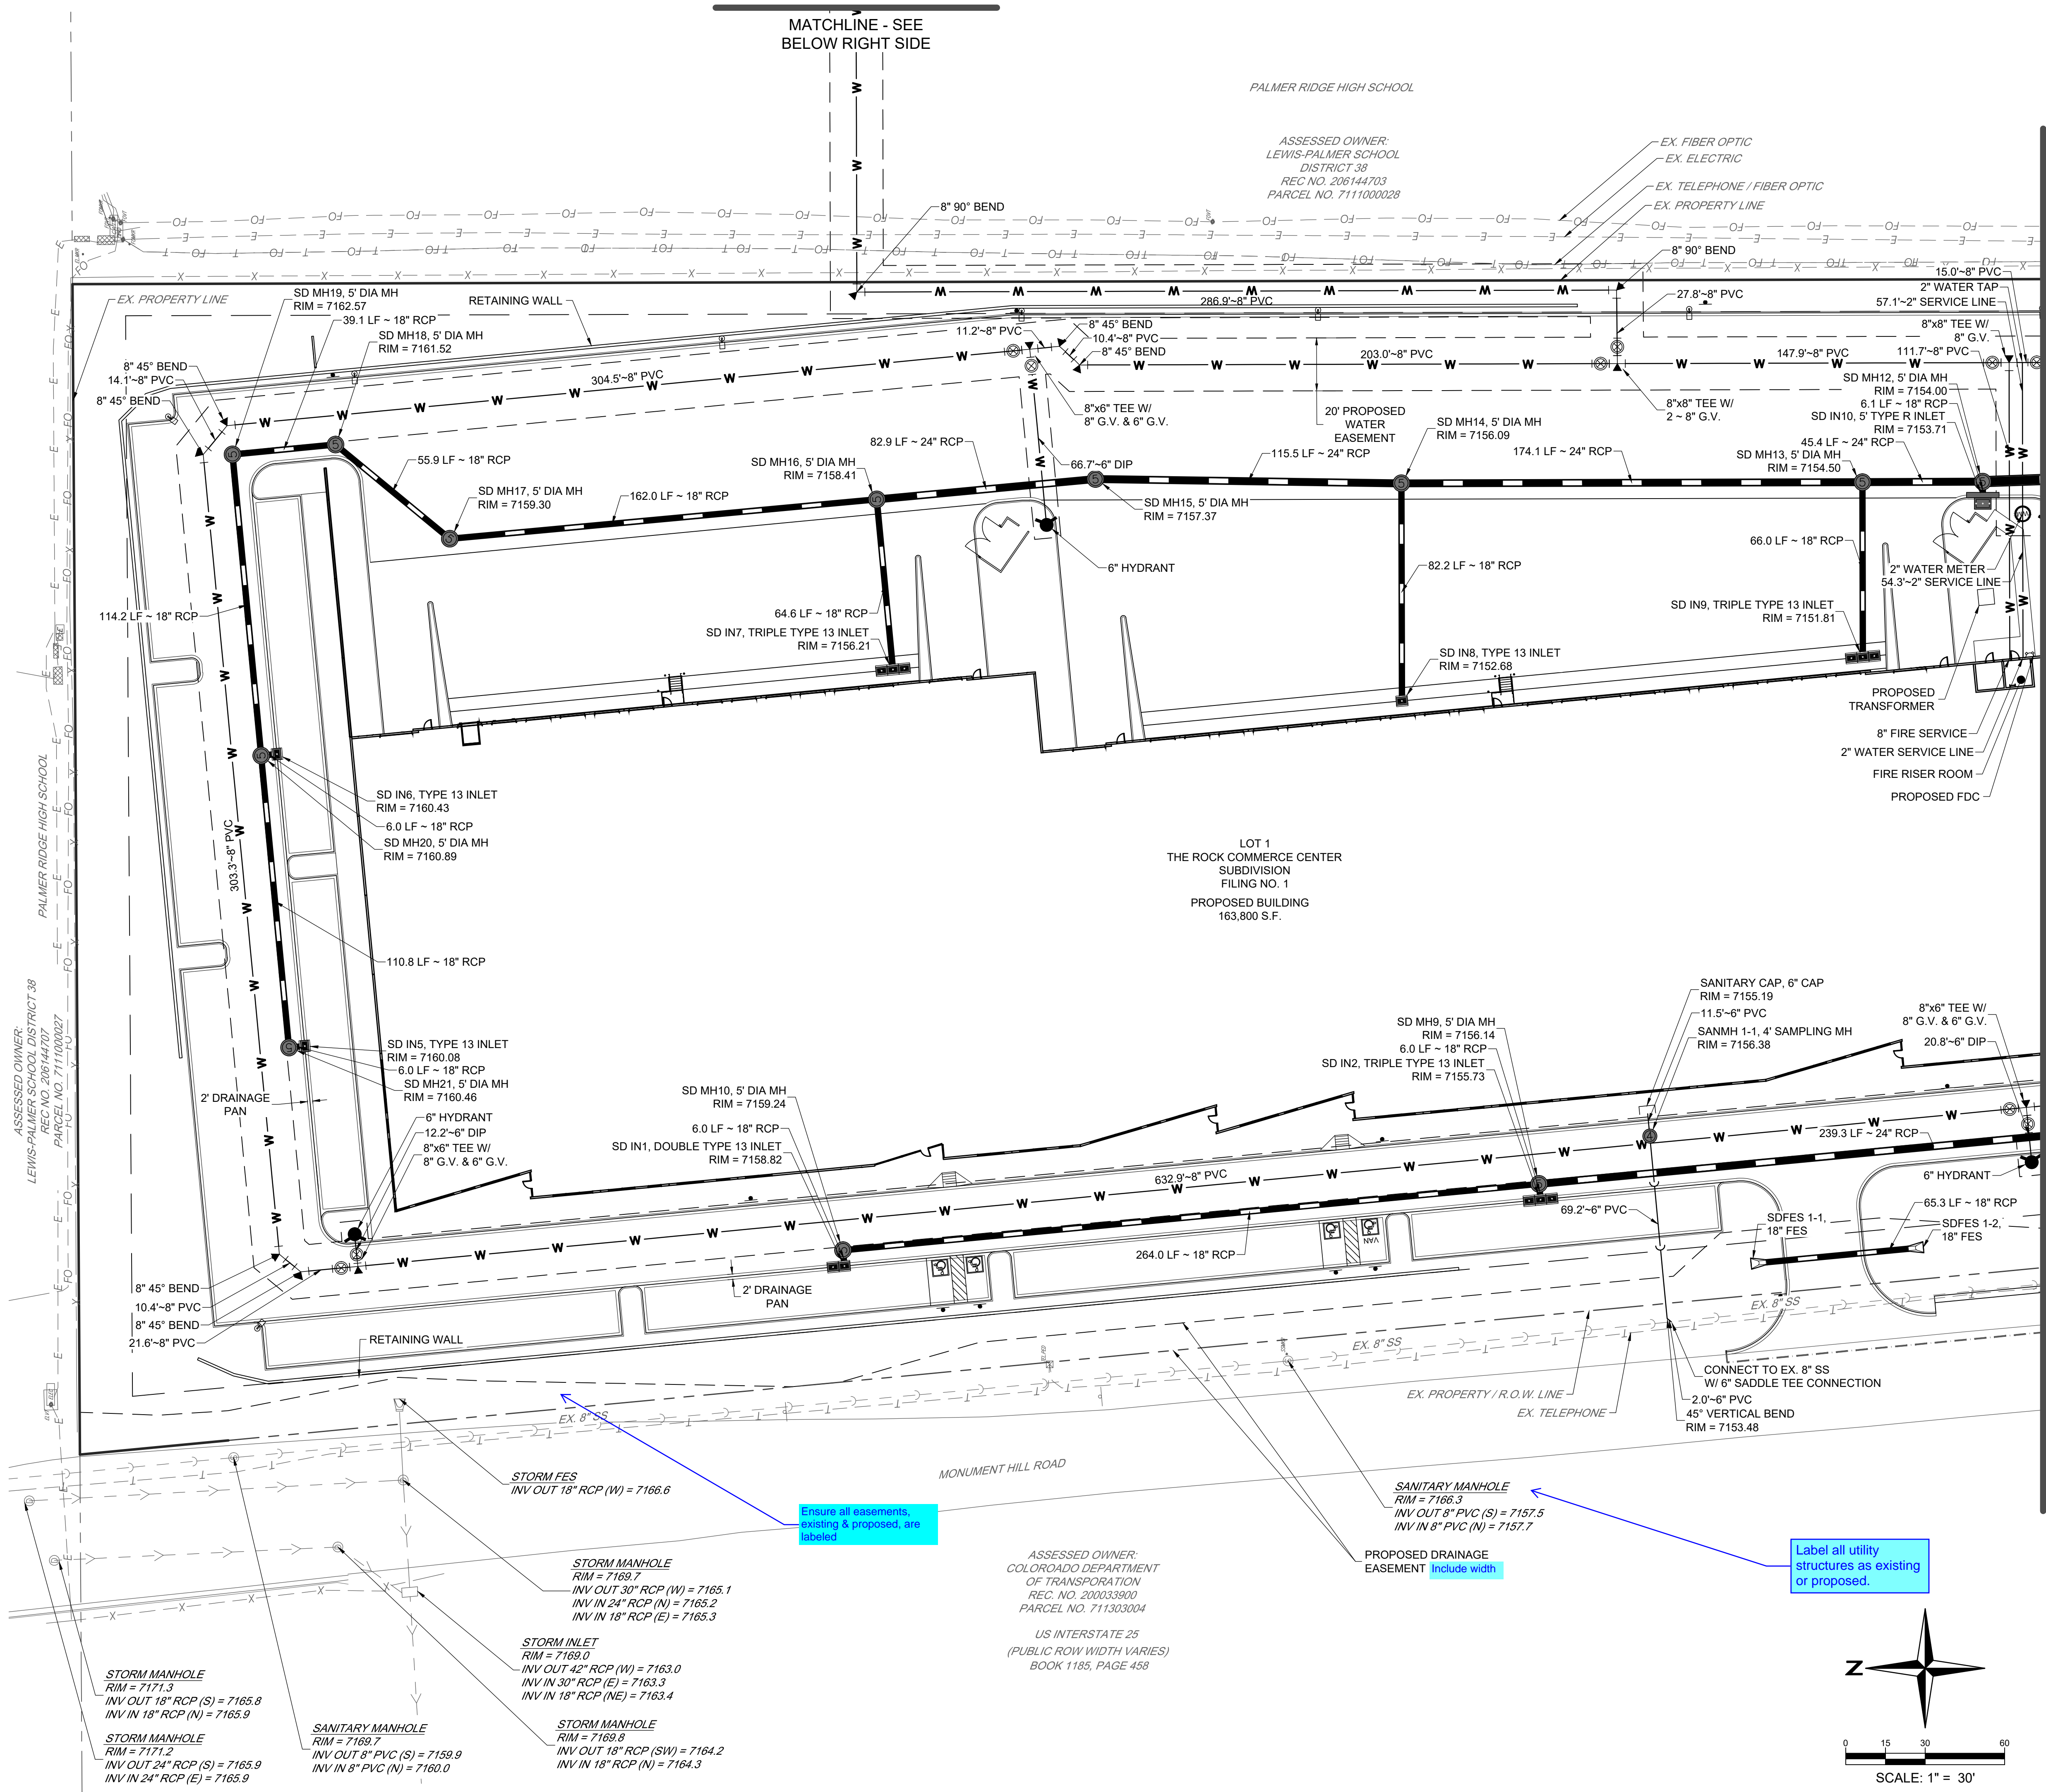 MATCHLINE - SEE
BELOW RIGHT SIDE
PALMER RIDGE HIGH SCHOOL
ASSESSED OWNER:
LEWIS-PALMER SCHOOL
DISTRICT 38
REC NO. 206144703
PARCEL NO. 7111000028
EX. FIBER OPTIC
EX. ELECTRIC
EX. TELEPHONE / FIBER OPTIC
EX. PROPERTY LINE
8" 90° BEND
8" 90° BEND
EX. PROPERTY LINE
SD MH19, 5' DIA MH
RIM = 7162.57
39.1 LF ~ 18" RCP
SD MH18, 5' DIA MH
RIM = 7161.52
RETAINING WALL
286.9'~8" PVC
27.8'~8" PVC
15.0'~8" PVC
2" WATER TAP
57.1'~2" SERVICE LINE
8"x8" TEE W/
8" G.V.
11.2'~8" PVC
8" 45° BEND
10.4'~8" PVC
8" 45° BEND
203.0'~8" PVC
147.9'~8" PVC
111.7'~8" PVC
8" 45° BEND
14.1'~8" PVC
8" 45° BEND
304.5'~8" PVC
SD MH12, 5' DIA MH
RIM = 7154.00
6.1 LF ~ 18" RCP
SD IN10, 5' TYPE R INLET
RIM = 7153.71
45.4 LF ~ 24" RCP
SD MH13, 5' DIA MH
RIM = 7154.50
8"x6" TEE W/
8" G.V. & 6" G.V.
20' PROPOSED
WATER
EASEMENT
8"x8" TEE W/
2 ~ 8" G.V.
SD MH14, 5' DIA MH
RIM = 7156.09
82.9 LF ~ 24" RCP
115.5 LF ~ 24" RCP
174.1 LF ~ 24" RCP
55.9 LF ~ 18" RCP
SD MH16, 5' DIA MH
RIM = 7158.41
66.7'~6" DIP
SD MH17, 5' DIA MH
RIM = 7159.30
162.0 LF ~ 18" RCP
SD MH15, 5' DIA MH
RIM = 7157.37
66.0 LF ~ 18" RCP
6" HYDRANT
82.2 LF ~ 18" RCP
2" WATER METER
54.3'~2" SERVICE LINE
114.2 LF ~ 18" RCP
64.6 LF ~ 18" RCP
SD IN7, TRIPLE TYPE 13 INLET
RIM = 7156.21
SD IN9, TRIPLE TYPE 13 INLET
RIM = 7151.81
SD IN8, TYPE 13 INLET
RIM = 7152.68
PROPOSED
TRANSFORMER
8" FIRE SERVICE
2" WATER SERVICE LINE
FIRE RISER ROOM
PROPOSED FDC
PALMER RIDGE HIGH SCHOOL
SD IN6, TYPE 13 INLET
RIM = 7160.43
6.0 LF ~ 18" RCP
SD MH20, 5' DIA MH
RIM = 7160.89
303.3'~8" PVC
LOT 1
THE ROCK COMMERCE CENTER
SUBDIVISION
FILING NO. 1
PROPOSED BUILDING
163,800 S.F.
110.8 LF ~ 18" RCP
ASSESSED OWNER:
LEWIS-PALMER SCHOOL DISTRICT 38
REC NO. 206144707
PARCEL NO. 7111000027
SANITARY CAP, 6" CAP
RIM = 7155.19
11.5'~6" PVC
SANMH 1-1, 4' SAMPLING MH
RIM = 7156.38
8"x6" TEE W/
8" G.V. & 6" G.V.
20.8'~6" DIP
SD MH9, 5' DIA MH
RIM = 7156.14
6.0 LF ~ 18" RCP
SD IN2, TRIPLE TYPE 13 INLET
RIM = 7155.73
SD IN5, TYPE 13 INLET
RIM = 7160.08
6.0 LF ~ 18" RCP
SD MH21, 5' DIA MH
RIM = 7160.46
2' DRAINAGE
PAN
6" HYDRANT
12.2'~6" DIP
8"x6" TEE W/
8" G.V. & 6" G.V.
SD MH10, 5' DIA MH
RIM = 7159.24
6.0 LF ~ 18" RCP
SD IN1, DOUBLE TYPE 13 INLET
RIM = 7158.82
239.3 LF ~ 24" RCP
632.9'~8" PVC
6" HYDRANT
65.3 LF ~ 18" RCP
69.2'~6" PVC
SDFES 1-1,
18" FES
SDFES 1-2,
18" FES
VAN
264.0 LF ~ 18" RCP
8" 45° BEND
10.4'~8" PVC
8" 45° BEND
21.6'~8" PVC
2' DRAINAGE
PAN
RETAINING WALL
EX. 8" SS
EX. 8" SS
EX. 8" SS
CONNECT TO EX. 8" SS
W/ 6" SADDLE TEE CONNECTION
2.0'~6" PVC
45° VERTICAL BEND
RIM = 7153.48
EX. PROPERTY / R.O.W. LINE
EX. TELEPHONE
MONUMENT HILL ROAD
STORM FES
INV OUT 18" RCP (W) = 7166.6
Ensure all easements,
existing & proposed, are
labeled
SANITARY MANHOLE
RIM = 7166.3
INV OUT 8" PVC (S) = 7157.5
INV IN 8" PVC (N) = 7157.7
PROPOSED DRAINAGE
EASEMENT Include width
Label all utility
structures as existing
or proposed.
STORM MANHOLE
RIM = 7169.7
INV OUT 30" RCP (W) = 7165.1
INV IN 24" RCP (N) = 7165.2
INV IN 18" RCP (E) = 7165.3
ASSESSED OWNER:
COLOROADO DEPARTMENT
OF TRANSPORATION
REC. NO. 200033900
PARCEL NO. 711303004
US INTERSTATE 25
(PUBLIC ROW WIDTH VARIES)
BOOK 1185, PAGE 458
STORM INLET
RIM = 7169.0
INV OUT 42" RCP (W) = 7163.0
INV IN 30" RCP (E) = 7163.3
INV IN 18" RCP (NE) = 7163.4
STORM MANHOLE
RIM = 7171.3
INV OUT 18" RCP (S) = 7165.8
INV IN 18" RCP (N) = 7165.9
STORM MANHOLE
RIM = 7171.2
INV OUT 24" RCP (S) = 7165.9
INV IN 24" RCP (E) = 7165.9
SANITARY MANHOLE
RIM = 7169.7
INV OUT 8" PVC (S) = 7159.9
INV IN 8" PVC (N) = 7160.0
STORM MANHOLE
RIM = 7169.8
INV OUT 18" RCP (SW) = 7164.2
INV IN 18" RCP (N) = 7164.3
Z
0 15 30 60
SCALE: 1" = 30'